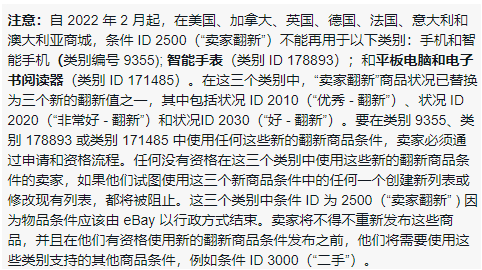 注意：自 2022 年 2 月起，在美国、加拿大、英国、德国、法国、意大利和
澳大利亚商城，条件 ID 2500（“卖家翻新”）不能再用于以下类别：手机和智
能手机（类别编号 9355); 智能手表（类别 ID 178893）；和平板电脑和电子
书阅读器（类别 ID 171485）。在这三个类别中，“卖家翻新”商品状况已替换
为三个新的翻新值之一，其中包括状况 ID 2010（“优秀 - 翻新”）、状况 ID
2020（“非常好 - 翻新”）和状况ID 2030（“好 - 翻新”）。要在类别 9355、类
别 178893 或类别 171485 中使用任何这些新的翻新商品条件，卖家必须通
过申请和资格流程。任何没有资格在这三个类别中使用这些新的翻新商品条
件的卖家，如果他们试图使用这三个新商品条件中的任何一个创建新列表或
修改现有列表，都将被阻止。这三个类别中条件 ID 为 2500（“卖家翻新” ) 因
为物品条件应该由 eBay 以行政方式结束。卖家将不得不重新发布这些商
品，并且在他们有资格使用新的翻新商品条件发布之前，他们将需要使用这
些类别支持的其他商品条件，例如条件 ID 3000（“二手”）。